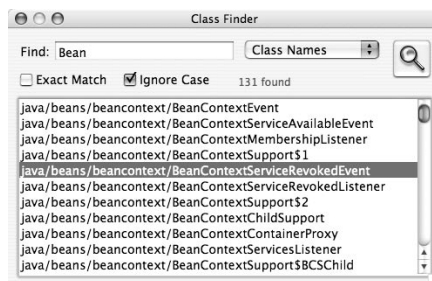 Class Finder
Find: Bean Class Names
Exact Match Ignore Case 131 found
java/beans/beancontext/BeanContextEvent
java/beans/beancontext/BeanContextServiceAvailableEvent
java/beans/beancontext/BeanContextMembershipListener
java/beans/beancontext/BeanContextSupport$1
java/beans/beancontext/BeanContextServiceRevokedEvent
java/beans/beancontext/BeanContextServiceRevokedListener
java/beans/beancontext/BeanContextSupport$2
java/beans/beancontext/BeanContextChildSupport
java/beans/beancontext/BeanContextContainerProxy
java/beans/beancontext/BeanContextServicesListener
java/beans/beancontext/BeanContextSupport$BCSChild